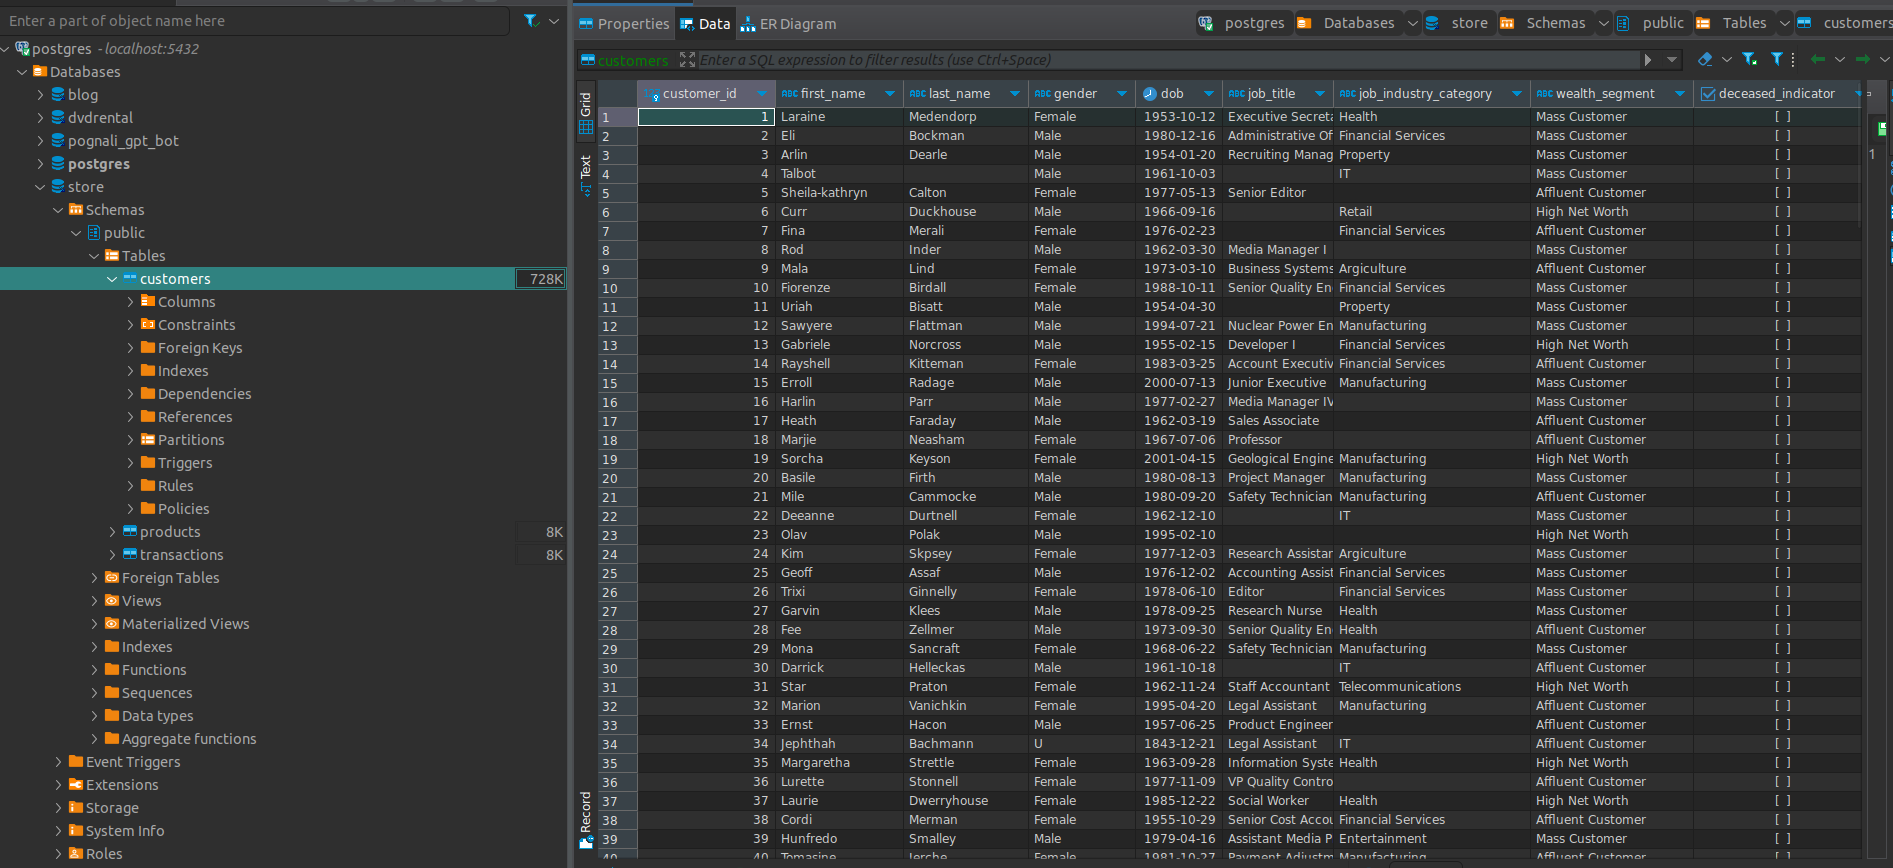 Enter a part of object name here
postgres - localhost:5432
Databases
blog
dvdrental
pognali_gpt_bot
postgres
store
Schemas
public
Tables
customers 728K
Columns
Constraints
Foreign Keys
Indexes
Dependencies
References
Partitions
Triggers
Rules
Policies
products 8K
transactions 8K
Foreign Tables
Views
Materialized Views
Indexes
Functions
Sequences
Data types
Aggregate functions
Event Triggers
Extensions
Storage
System Info
Roles
Properties Data ER Diagram postgres Databases store Schemas public Tables customers
customers Enter a SQL expression to filter results (use Ctrl+Space)
Grid
Text
Record
customer_id first_name last_name gender dob job_title job_industry_category wealth_segment deceased_indicator
1 1 Laraine Medendorp Female 1953-10-12 Executive Secreta Health Mass Customer [ ]
2 2 Eli Bockman Male 1980-12-16 Administrative Of Financial Services Mass Customer [ ]
3 3 Arlin Dearle Male 1954-01-20 Recruiting Manag Property Mass Customer [ ]
4 4 Talbot Male 1961-10-03 IT Mass Customer [ ]
5 5 Sheila-kathryn Calton Female 1977-05-13 Senior Editor Affluent Customer [ ]
6 6 Curr Duckhouse Male 1966-09-16 Retail High Net Worth [ ]
7 7 Fina Merali Female 1976-02-23 Financial Services Affluent Customer [ ]
8 8 Rod Inder Male 1962-03-30 Media Manager I Mass Customer [ ]
9 9 Mala Lind Female 1973-03-10 Business Systems Argiculture Affluent Customer [ ]
10 10 Fiorenze Birdall Female 1988-10-11 Senior Quality En Financial Services Mass Customer [ ]
11 11 Uriah Bisatt Male 1954-04-30 Property Mass Customer [ ]
12 12 Sawyere Flattman Male 1994-07-21 Nuclear Power En Manufacturing Mass Customer [ ]
13 13 Gabriele Norcross Male 1955-02-15 Developer I Financial Services High Net Worth [ ]
14 14 Rayshell Kitteman Female 1983-03-25 Account Executiv Financial Services Affluent Customer [ ]
15 15 Erroll Radage Male 2000-07-13 Junior Executive Manufacturing Mass Customer [ ]
16 16 Harlin Parr Male 1977-02-27 Media Manager IV Mass Customer [ ]
17 17 Heath Faraday Male 1962-03-19 Sales Associate Affluent Customer [ ]
18 18 Marjie Neasham Female 1967-07-06 Professor Affluent Customer [ ]
19 19 Sorcha Keyson Female 2001-04-15 Geological Engine Manufacturing High Net Worth [ ]
20 20 Basile Firth Male 1980-08-13 Project Manager Manufacturing Mass Customer [ ]
21 21 Mile Cammocke Male 1980-09-20 Safety Technician Manufacturing Affluent Customer [ ]
22 22 Deeanne Durtnell Female 1962-12-10 IT Mass Customer [ ]
23 23 Olav Polak Male 1995-02-10 High Net Worth [ ]
24 24 Kim Skpsey Female 1977-12-03 Research Assistar Argiculture Mass Customer [ ]
25 25 Geoff Assaf Male 1976-12-02 Accounting Assist Financial Services Mass Customer [ ]
26 26 Trixi Ginnelly Female 1978-06-10 Editor Financial Services Mass Customer [ ]
27 27 Garvin Klees Male 1978-09-25 Research Nurse Health Mass Customer [ ]
28 28 Fee Zellmer Male 1973-09-30 Senior Quality En Health Affluent Customer [ ]
29 29 Mona Sancraft Female 1968-06-22 Safety Technician Manufacturing Mass Customer [ ]
30 30 Darrick Helleckas Male 1961-10-18 IT Affluent Customer [ ]
31 31 Star Praton Female 1962-11-24 Staff Accountant Telecommunications High Net Worth [ ]
32 32 Marion Vanichkin Female 1995-04-20 Legal Assistant Manufacturing Affluent Customer [ ]
33 33 Ernst Hacon Male 1957-06-25 Product Engineer Affluent Customer [ ]
34 34 Jephthah Bachmann U 1843-12-21 Legal Assistant IT Affluent Customer [ ]
35 35 Margaretha Strettle Female 1963-09-28 Information Syste Health High Net Worth [ ]
36 36 Lurette Stonnell Female 1977-11-09 VP Quality Contro Affluent Customer [ ]
37 37 Laurie Dwerryhouse Female 1985-12-22 Social Worker Health High Net Worth [ ]
38 38 Cordi Merman Female 1955-10-29 Senior Cost Accou Financial Services Affluent Customer [ ]
39 39 Hunfredo Smalley Male 1979-04-16 Assistant Media P Entertainment Mass Customer [ ]
1